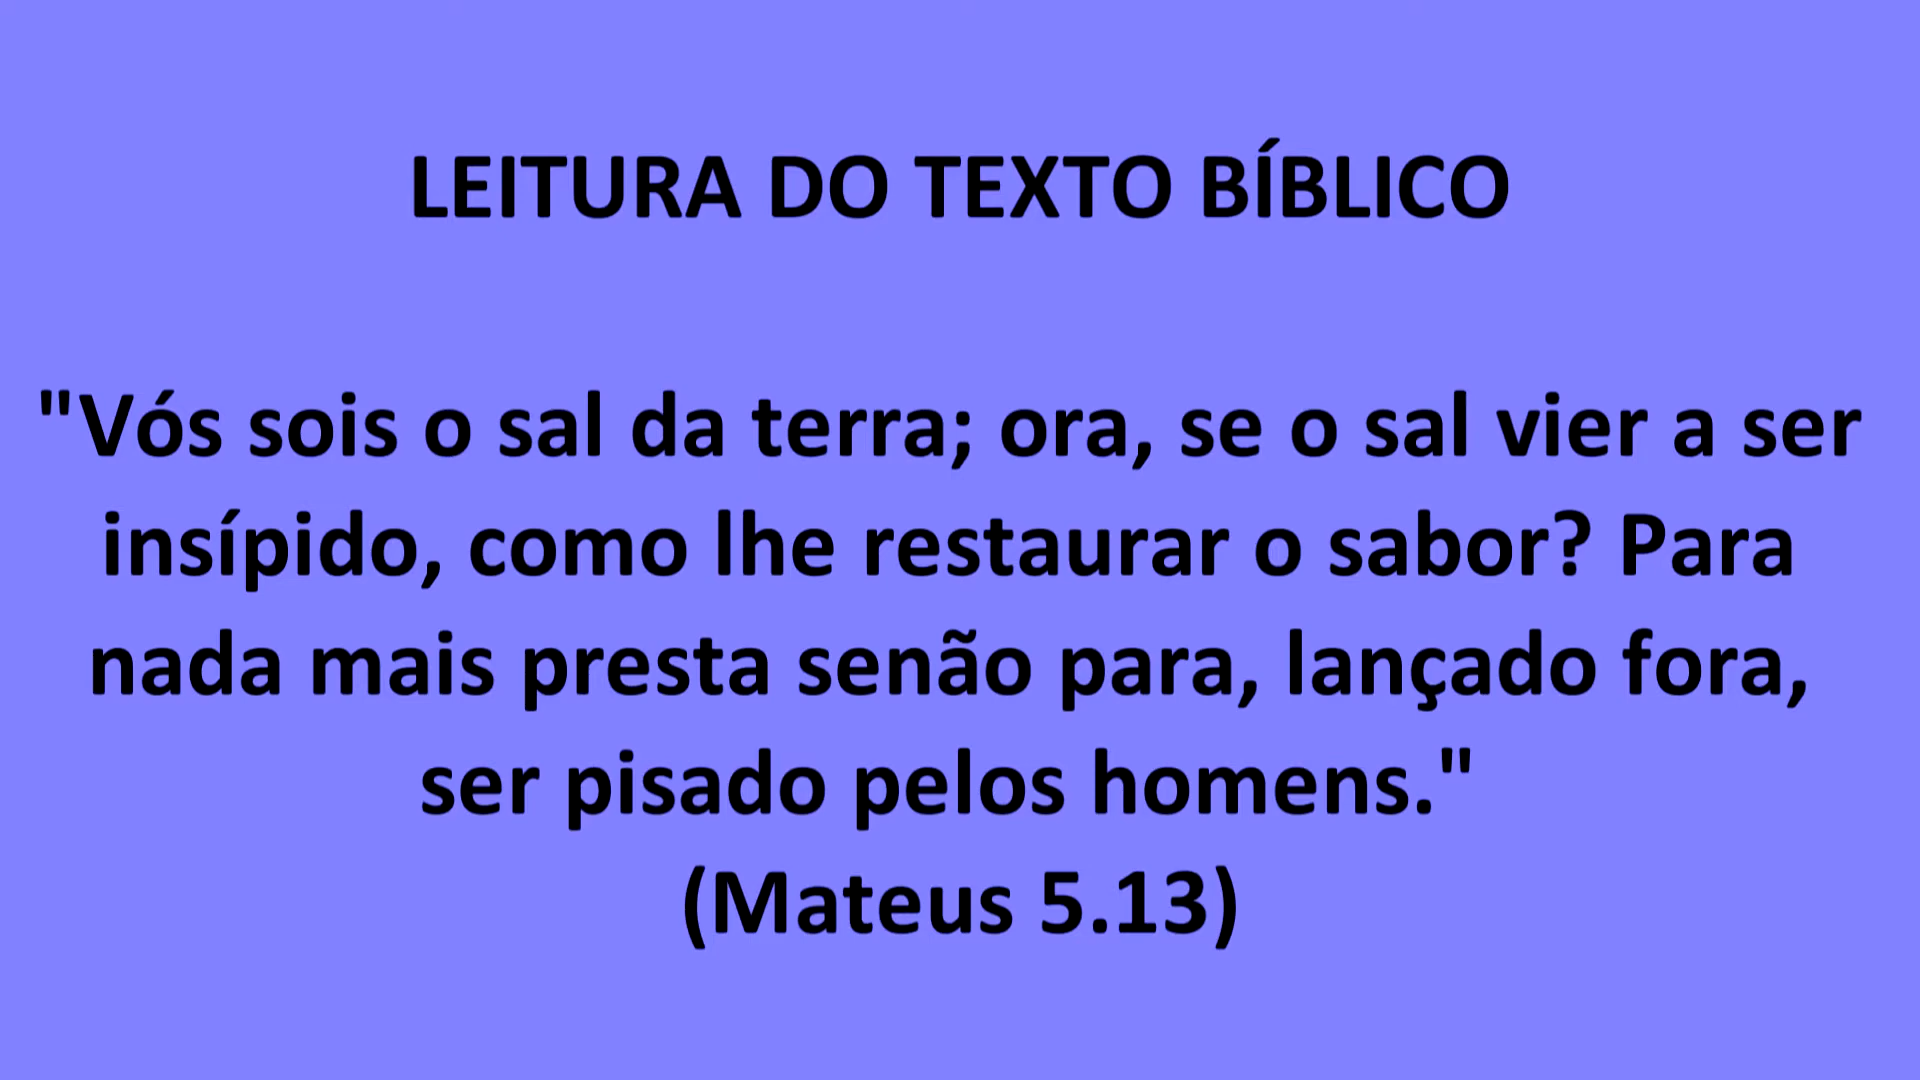 LEITURA DO TEXTO BÍBLICO
"Vós sois o sal da terra; ora, se o sal vier a ser
insípido, como lhe restaurar o sabor? Para
nada mais presta senão para, lançado fora,
ser pisado pelos homens."
(Mateus 5.13)